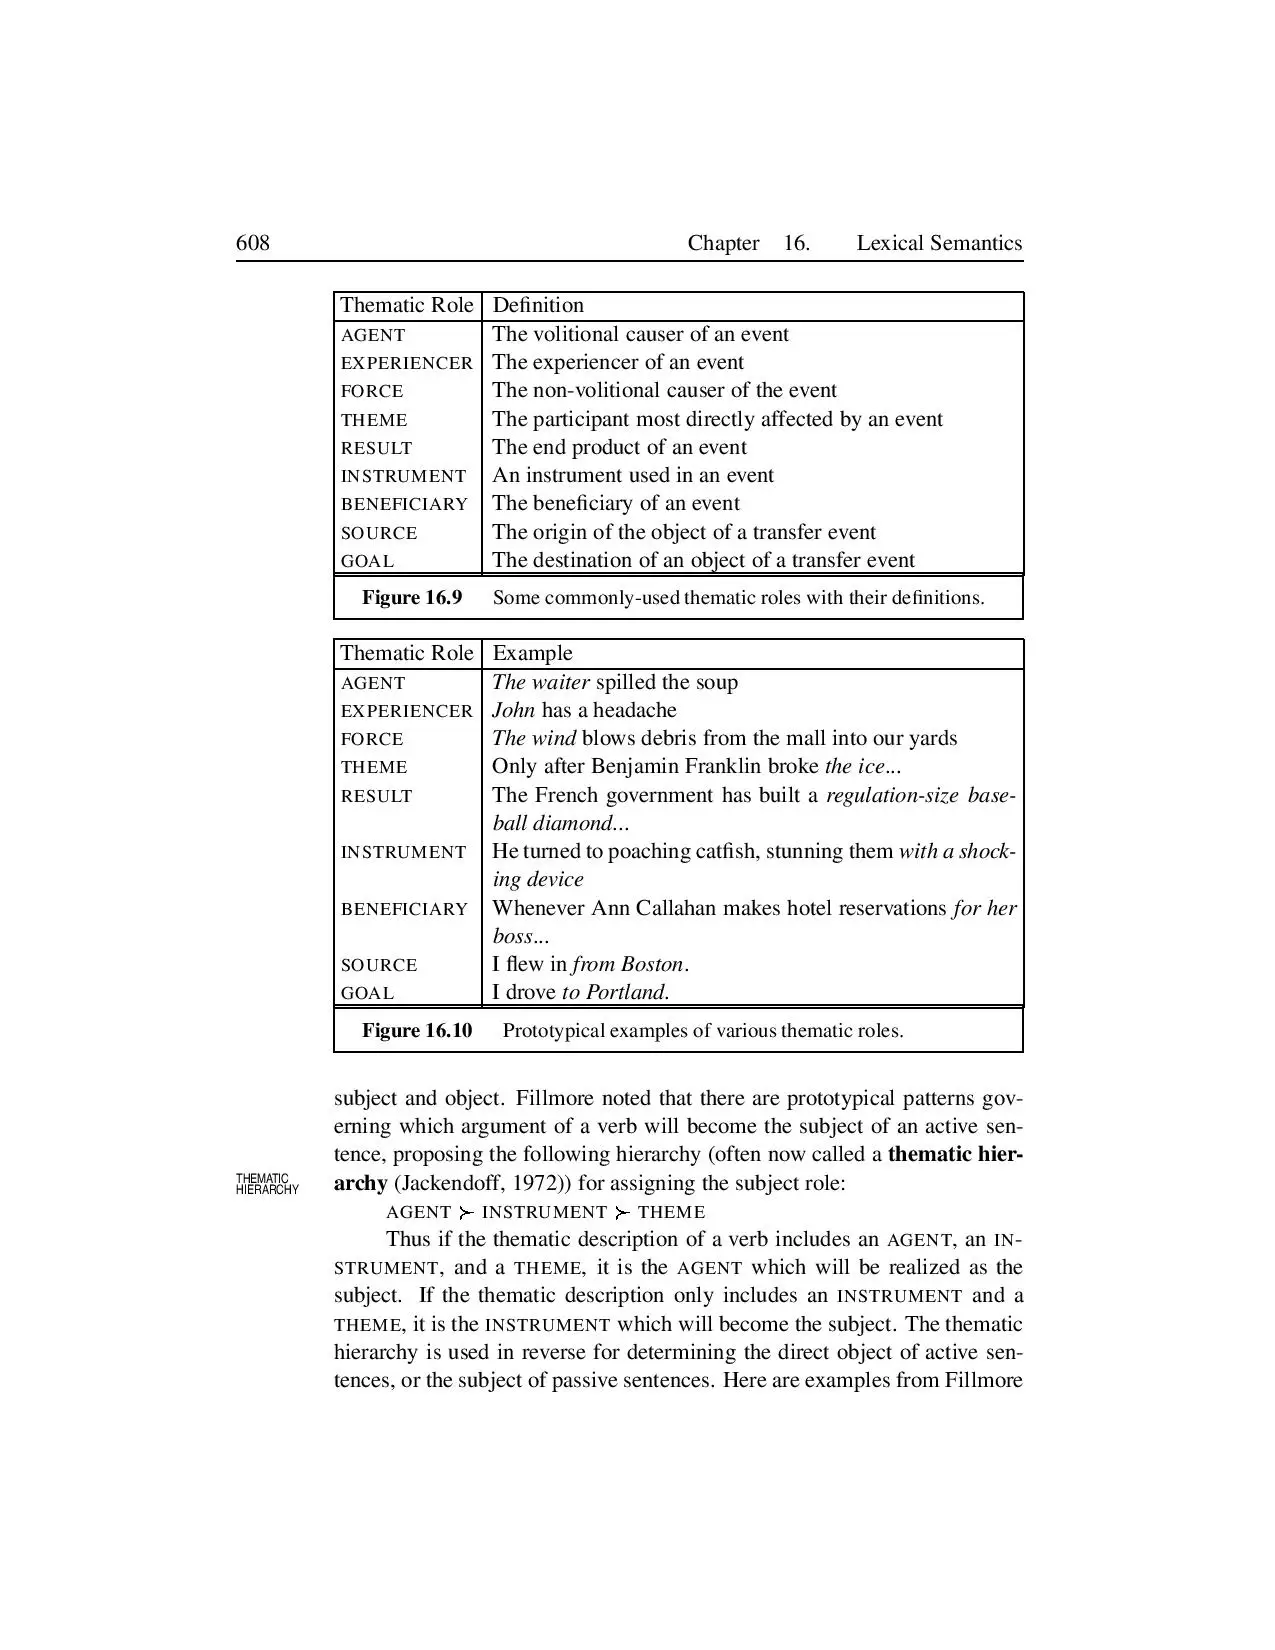 608 Chapter 16. Lexical Semantics
Thematic Role Definition
AGENT The volitional causer of an event
EXPERIENCER The experiencer of an event
FORCE The non-volitional causer of the event
THEME The participant most directly affected by an event
RESULT The end product of an event
INSTRUMENT An instrument used in an event
BENEFICIARY The beneficiary of an event
SOURCE The origin of the object of a transfer event
GOAL The destination of an object of a transfer event
Figure 16.9 Some commonly-used thematic roles with their definitions.
Thematic Role Example
AGENT The waiter spilled the soup
EXPERIENCER John has a headache
FORCE The wind blows debris from the mall into our yards
THEME Only after Benjamin Franklin broke the ice...
RESULT The French government has built a regulation-size base-
ball diamond...
INSTRUMENT He turned to poaching catfish, stunning them with a shock-
ing device
BENEFICIARY Whenever Ann Callahan makes hotel reservations for her
boss...
SOURCE I flew in from Boston.
GOAL I drove to Portland.
Figure 16.10 Prototypical examples of various thematic roles.
subject and object. Fillmore noted that there are prototypical patterns gov-
erning which argument of a verb will become the subject of an active sen-
tence, proposing the following hierarchy (often now called a thematic hier-
THEMATIC
HIERARCHY
archy (Jackendoff, 1972)) for assigning the subject role:
AGENT ≻ INSTRUMENT ≻ THEME
Thus if the thematic description of a verb includes an AGENT, an IN-
STRUMENT, and a THEME, it is the AGENT which will be realized as the
subject. If the thematic description only includes an INSTRUMENT and a
THEME, it is the INSTRUMENT which will become the subject. The thematic
hierarchy is used in reverse for determining the direct object of active sen-
tences, or the subject of passive sentences. Here are examples from Fillmore